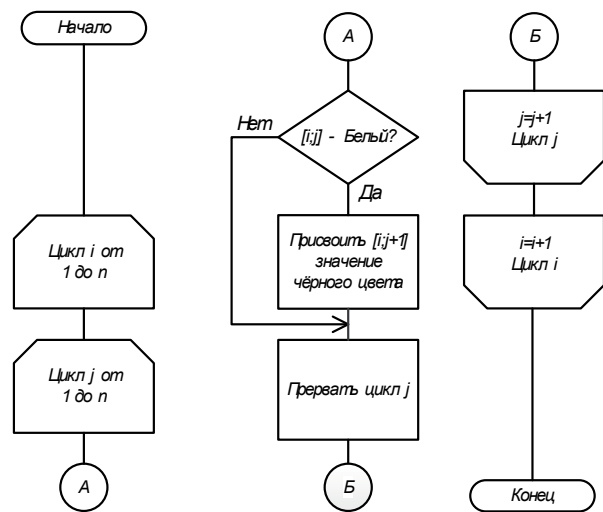 Начало
Цикл i от
1 до n
Цикл j от
1 до n
А
А
[i;j] - Белый?
Нет
Да
Присвоить [i;j+1]
значение
чёрного цвета
Прервать цикл j
Б
Б
j=j+1
Цикл j
i=i+1
Цикл i
Конец